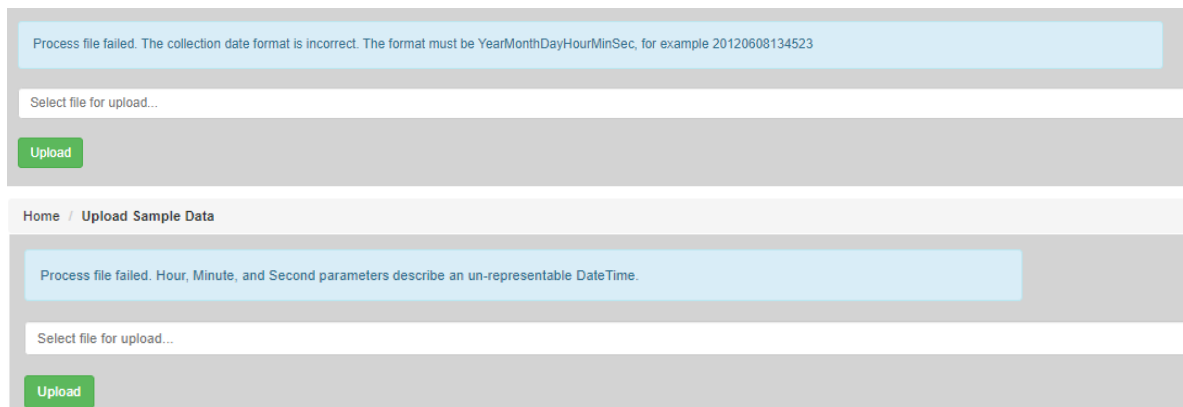 Process file failed. The collection date format is incorrect. The format must be YearMonthDayHourMinSec, for example 20120608134523
Select file for upload...
Upload
Home / Upload Sample Data
Process file failed. Hour, Minute, and Second parameters describe an un-representable DateTime.
Select file for upload...
Upload